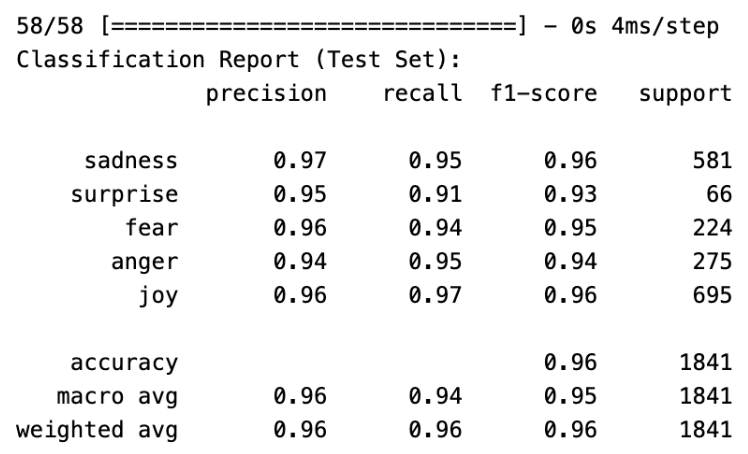 58/58 [==============================] - 0s 4ms/step
Classification Report (Test Set):
              precision    recall  f1-score   support

     sadness       0.97      0.95      0.96       581
    surprise       0.95      0.91      0.93        66
        fear       0.96      0.94      0.95       224
       anger       0.94      0.95      0.94       275
         joy       0.96      0.97      0.96       695

    accuracy                           0.96      1841
   macro avg       0.96      0.94      0.95      1841
weighted avg       0.96      0.96      0.96      1841